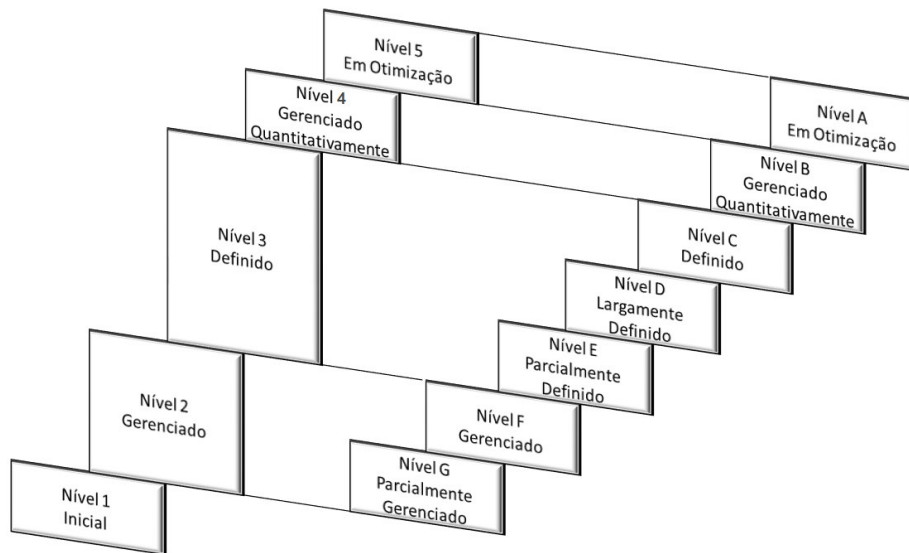 Nível 5
Em Otimização
Nível 4
Gerenciado
Quantitativamente
Nível 3
Definido
Nível 2
Gerenciado
Nível 1
Inicial
Nível A
Em Otimização
Nível B
Gerenciado
Quantitativamente
Nível C
Definido
Nível D
Largamente
Definido
Nível E
Parcialmente
Definido
Nível F
Gerenciado
Nível G
Parcialmente
Gerenciado